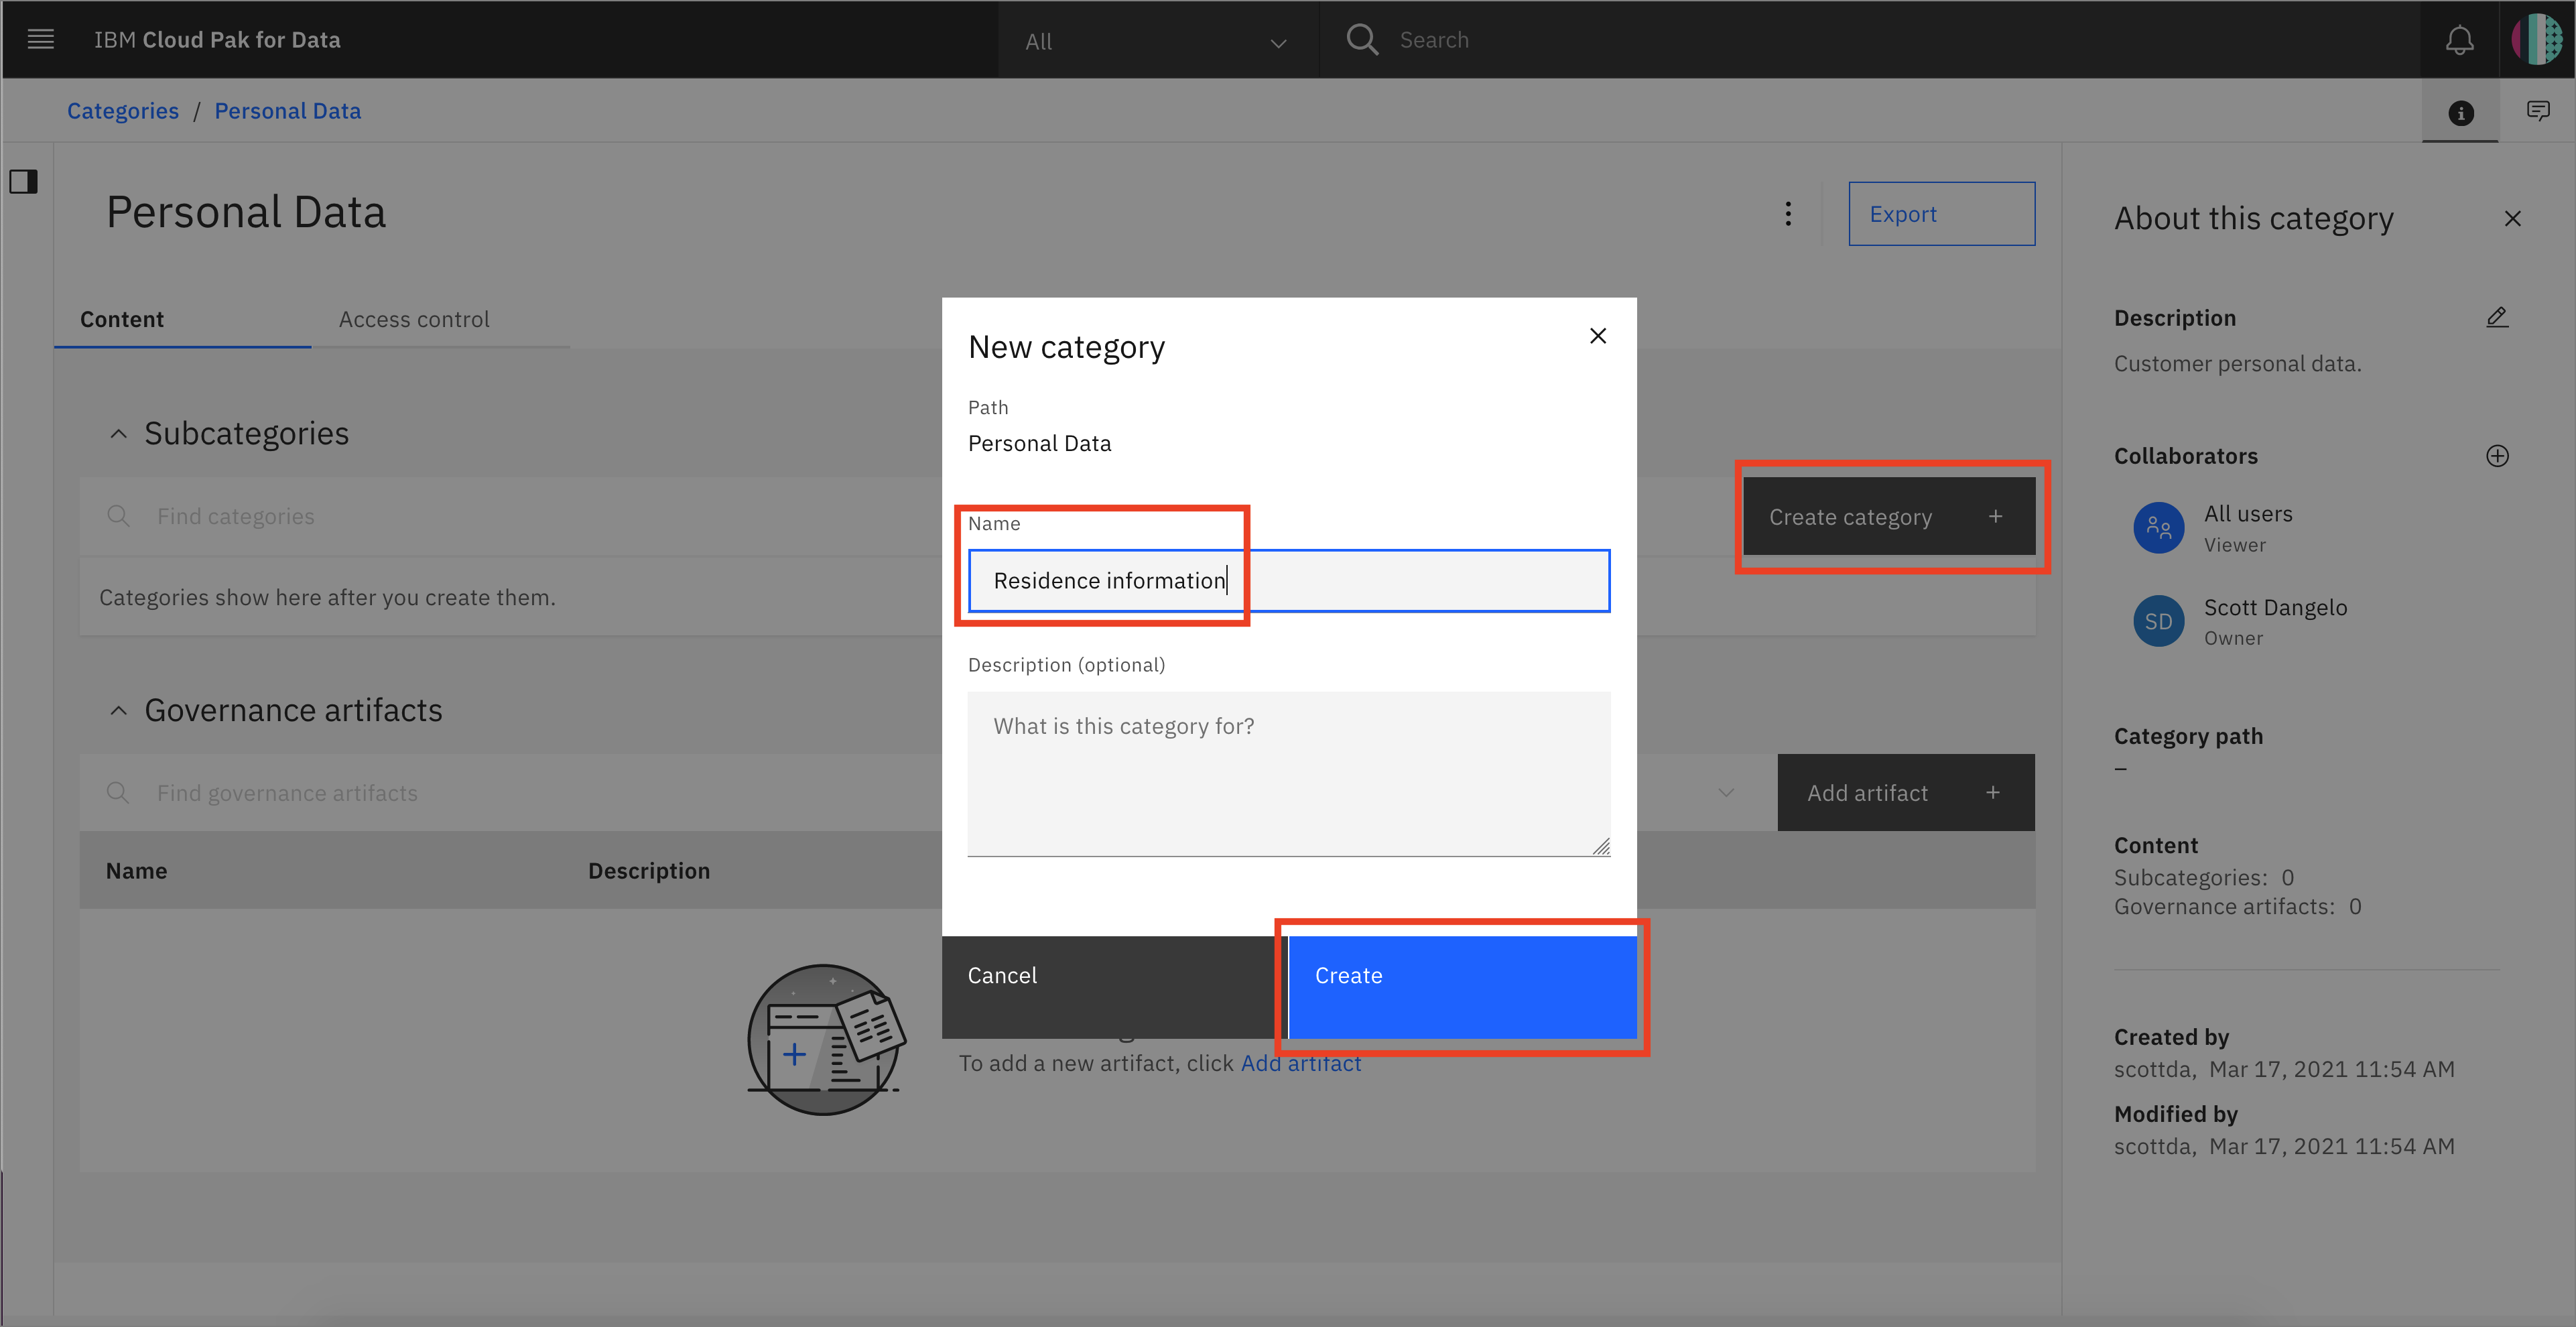 IBM Cloud Pak for Data
All
Search
Categories / Personal Data
Personal Data
Export
Content
Access control
Subcategories
Find categories
Create category +
Categories show here after you create them.
Governance artifacts
Find governance artifacts
Add artifact +
Name
Description
To add a new artifact, click Add artifact
New category
Path
Personal Data
Name
Residence information
Description (optional)
What is this category for?
Cancel
Create
About this category
Description
Customer personal data.
Collaborators
All users
Viewer
SD
Scott Dangelo
Owner
Category path
–
Content
Subcategories: 0
Governance artifacts: 0
Created by
scottda, Mar 17, 2021 11:54 AM
Modified by
scottda, Mar 17, 2021 11:54 AM